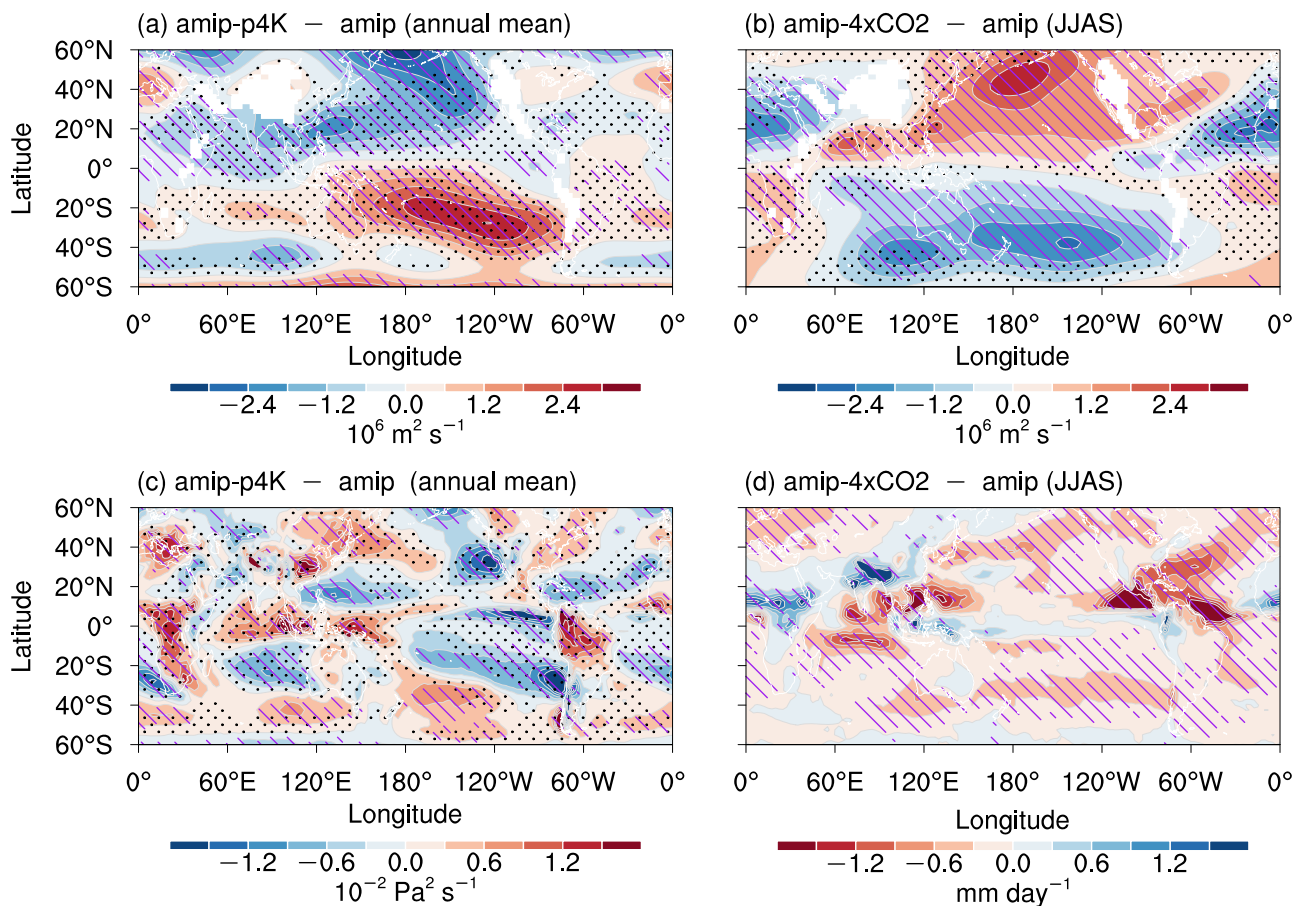 (a) amip-p4K − amip (annual mean)
(b) amip-4xCO2 − amip (JJAS)
60°N
40°N
20°N
0°
20°S
40°S
60°S
Latitude
0° 60°E 120°E 180° 120°W 60W 0°
Longitude
−2.4 −1.2 0.0 1.2 2.4
10⁶ m² s⁻¹
60°N
40°N
20°N
0°
20°S
40°S
60°S
Latitude
0° 60°E 120°E 180° 120°W 60W 0°
Longitude
−2.4 −1.2 0.0 1.2 2.4
10⁶ m² s⁻¹
(c) amip-p4K − amip (annual mean)
(d) amip-4xCO2 − amip (JJAS)
60°N
40°N
20°N
0°
20°S
40°S
60°S
Latitude
0° 60°E 120°E 180° 120°W 60W 0°
Longitude
−1.2 −0.6 0.0 0.6 1.2
10⁻² Pa² s⁻¹
60°N
40°N
20°N
0°
20°S
40°S
60°S
Latitude
0° 60°E 120°E 180° 120°W 60W 0°
Longitude
−1.2 −0.6 0.0 0.6 1.2
mm day⁻¹